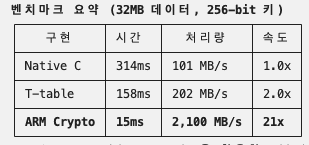 벤치마크 요약 (32MB 데이터, 256-bit 키)
구현 시간 처리량 속도
Native C 314ms 101 MB/s 1.0x
T-table 158ms 202 MB/s 2.0x
ARM Crypto 15ms 2,100 MB/s 21x